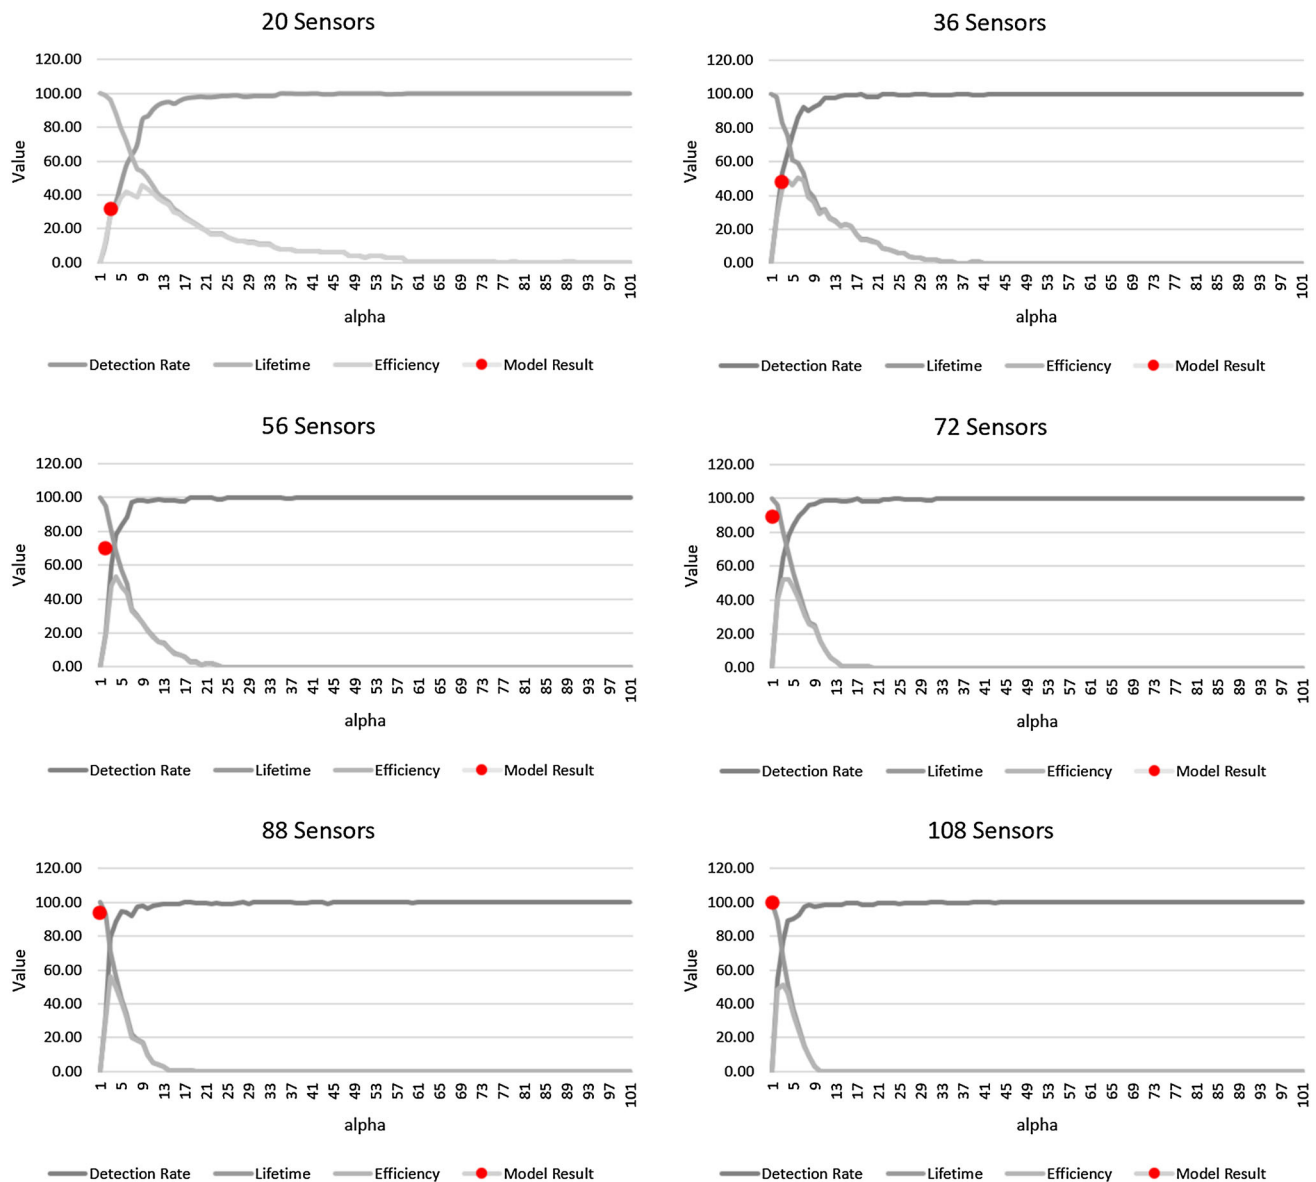 20 Sensors
120.00
100.00
80.00
60.00
40.00
20.00
0.00
Value
1 5 9 13 17 21 25 29 33 37 41 45 49 53 57 61 65 69 73 77 81 85 89 93 97 101
alpha
Detection Rate Lifetime Efficiency Model Result
36 Sensors
120.00
100.00
80.00
60.00
40.00
20.00
0.00
Value
1 5 9 13 17 21 25 29 33 37 41 45 49 53 57 61 65 69 73 77 81 85 89 93 97 101
alpha
Detection Rate Lifetime Efficiency Model Result
56 Sensors
120.00
100.00
80.00
60.00
40.00
20.00
0.00
Value
1 5 9 13 17 21 25 29 33 37 41 45 49 53 57 61 65 69 73 77 81 85 89 93 97 101
alpha
Detection Rate Lifetime Efficiency Model Result
72 Sensors
120.00
100.00
80.00
60.00
40.00
20.00
0.00
Value
1 5 9 13 17 21 25 29 33 37 41 45 49 53 57 61 65 69 73 77 81 85 89 93 97 101
alpha
Detection Rate Lifetime Efficiency Model Result
88 Sensors
120.00
100.00
80.00
60.00
40.00
20.00
0.00
Value
1 5 9 13 17 21 25 29 33 37 41 45 49 53 57 61 65 69 73 77 81 85 89 93 97 101
alpha
Detection Rate Lifetime Efficiency Model Result
108 Sensors
120.00
100.00
80.00
60.00
40.00
20.00
0.00
Value
1 5 9 13 17 21 25 29 33 37 41 45 49 53 57 61 65 69 73 77 81 85 89 93 97 101
alpha
Detection Rate Lifetime Efficiency Model Result